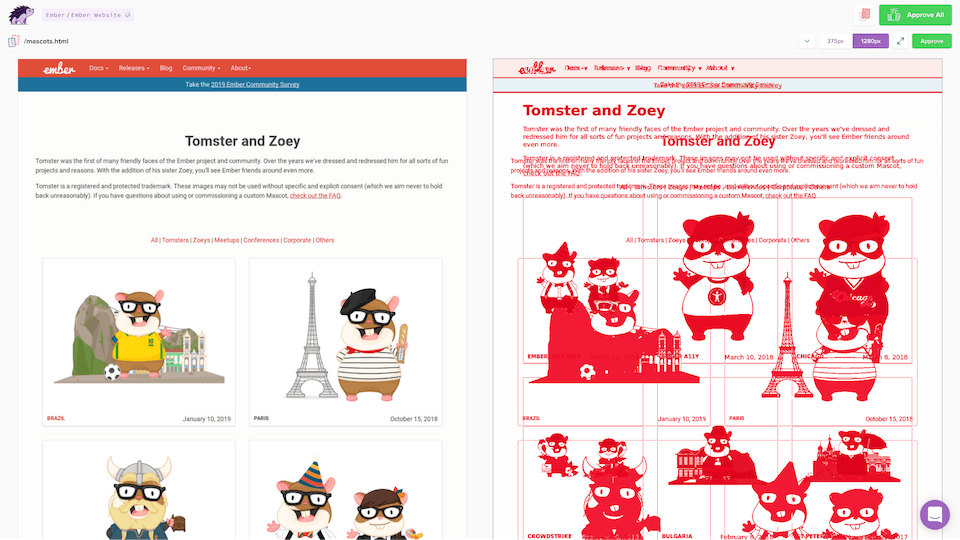 Ember / Ember Website
Approve All
/mascots.html
375px
1280px
Approve
ember
Docs
Releases
Blog
Community
About
Take the 2019 Ember Community Survey
Tomster and Zoey
Tomster was the first of many friendly faces of the Ember project and community. Over the years we've dressed and redressed him for all sorts of fun
projects and reasons. With the addition of his sister Zoey, you'll see Ember friends around even more.
Tomster is a registered and protected trademark. These images may not be used without specific and explicit consent (which we aim never to hold
back unreasonably). If you have questions about using or commissioning a custom Mascot, check out the FAQ.
All | Tomsters | Zoeys | Meetups | Conferences | Corporate | Others
BRAZIL
January 10, 2019
PARIS
October 15, 2018
Tomster and Zoey
Tomster was the first of many friendly faces of the Ember project and community. Over the years we've dressed and
redressed him for all sorts of fun projects and reasons. With the addition of his sister Zoey, you'll see Ember friends around
even more.
Tomster and Zoey
Tomster is a registered and protected trademark. These images may not be used without specific and explicit consent
back unreasonably). If you have questions about using or commissioning a custom Mascot, check out the FAQ
All | Tomsters | Zoeys | Meetups | Conferences | Corporate | Others
Chicago
A11Y
March 10, 2018
CHICAGO
BRAZIL
January 10, 2019
PARIS
October 15, 2018
CROWDSTRIKE
BULGARIA